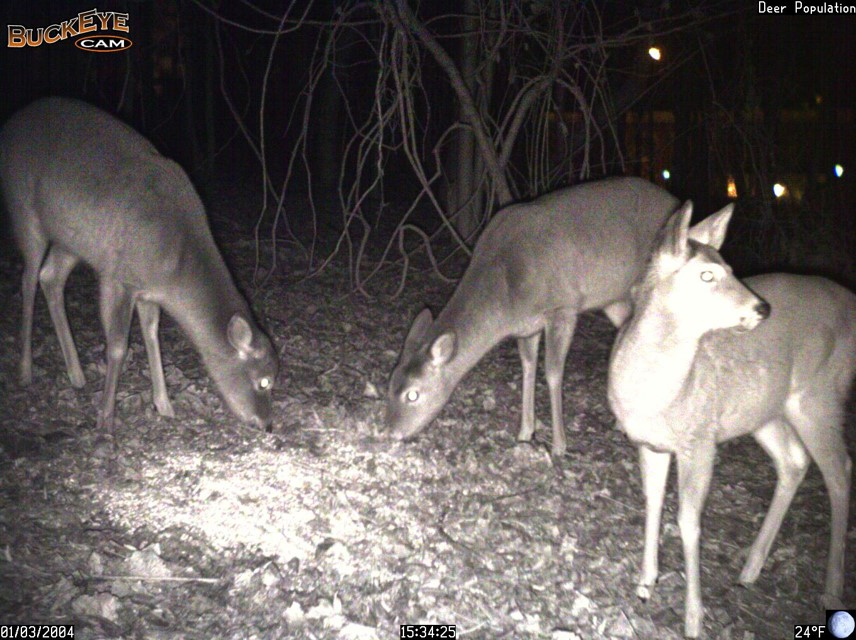 BUCKEYE
CAM
Deer Population
01/03/2004
15:34:25
24°F